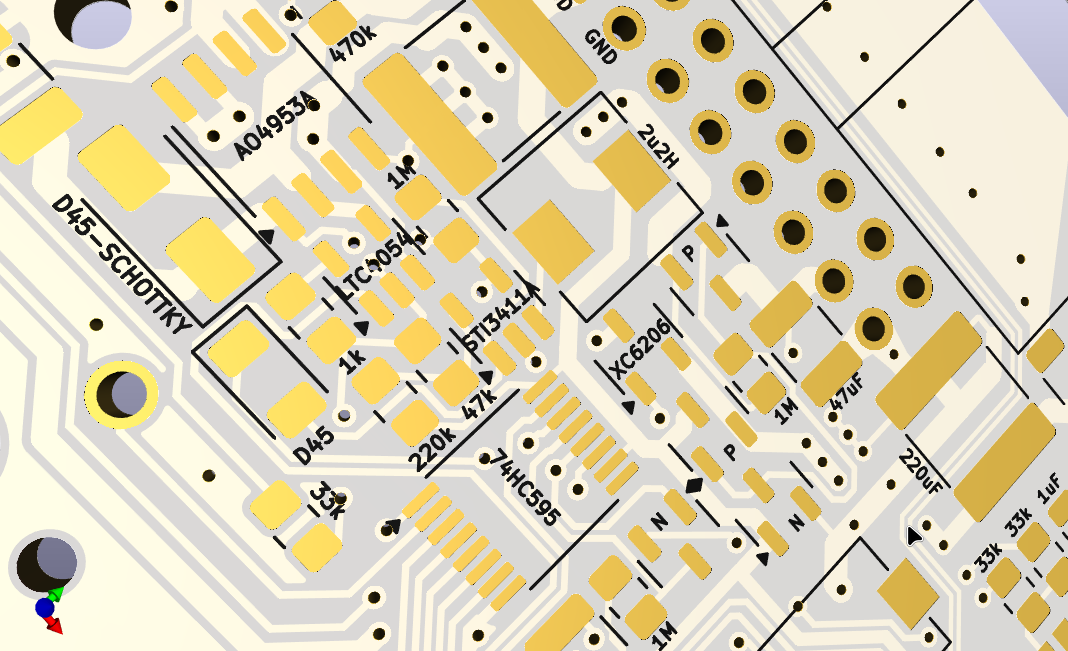 470k
GND
AO4953A
2u2H
1M
D45-SCHOTTKY
LTC4054
P
STI3411A
XC6206
1k
47uF
1M
47k
220k
D45
P
74HC595
220uF
33k
1uF
33k
N
N
33k
1M